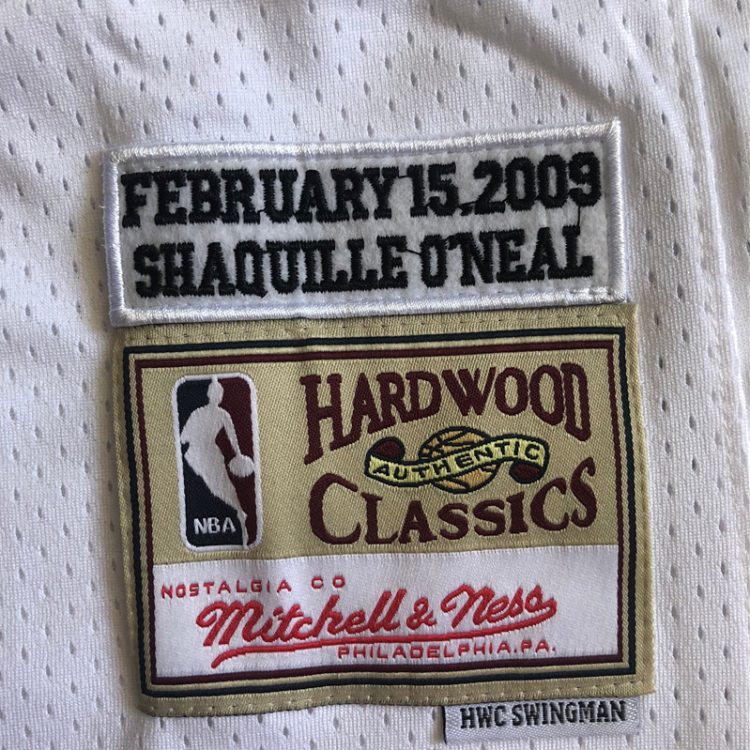 FEBRUARY 15, 2009
SHAQUILLE O'NEAL
HARDWOOD
AUTHENTIC
CLASSICS
NBA
NOSTALGIA CO
Mitchell & Ness
PHILADELPHIA, PA.
HWC SWINGMAN